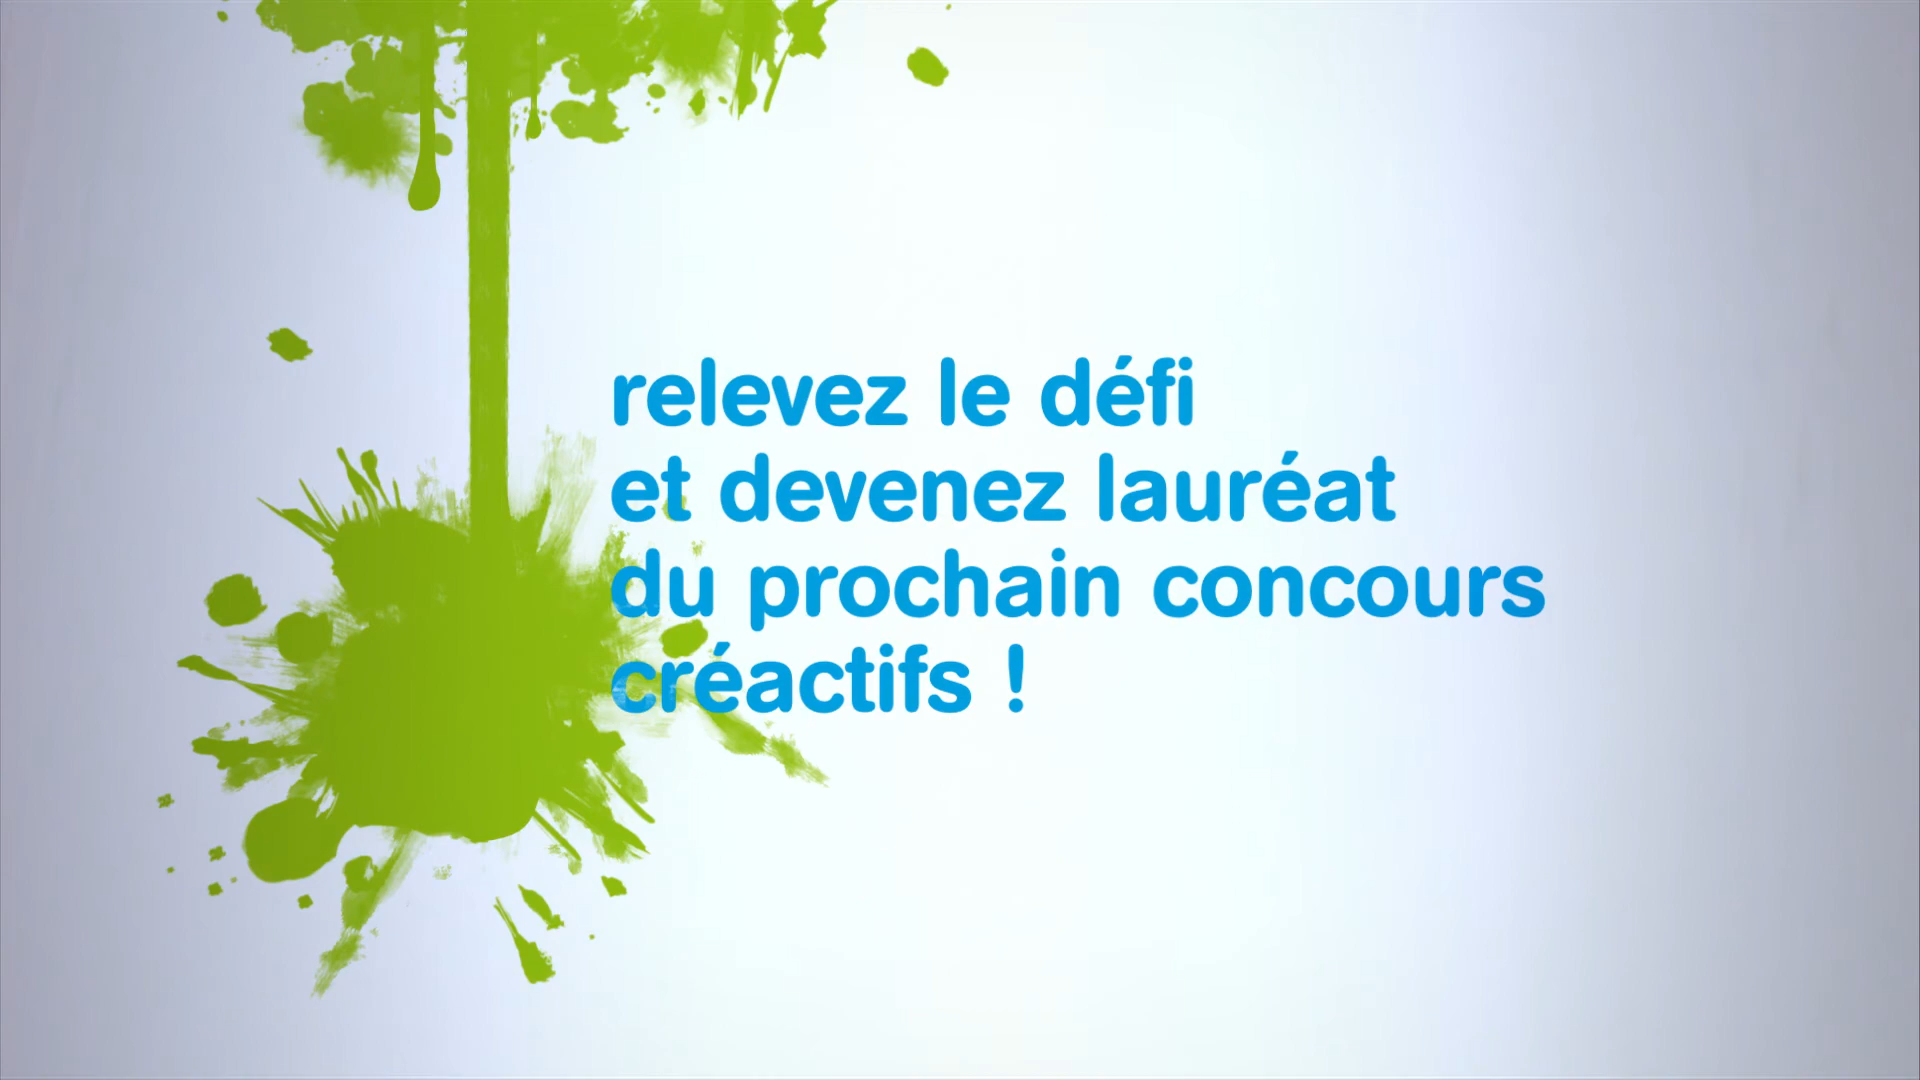 relevez le défi
et devenez lauréat
du prochain concours
créactifs !